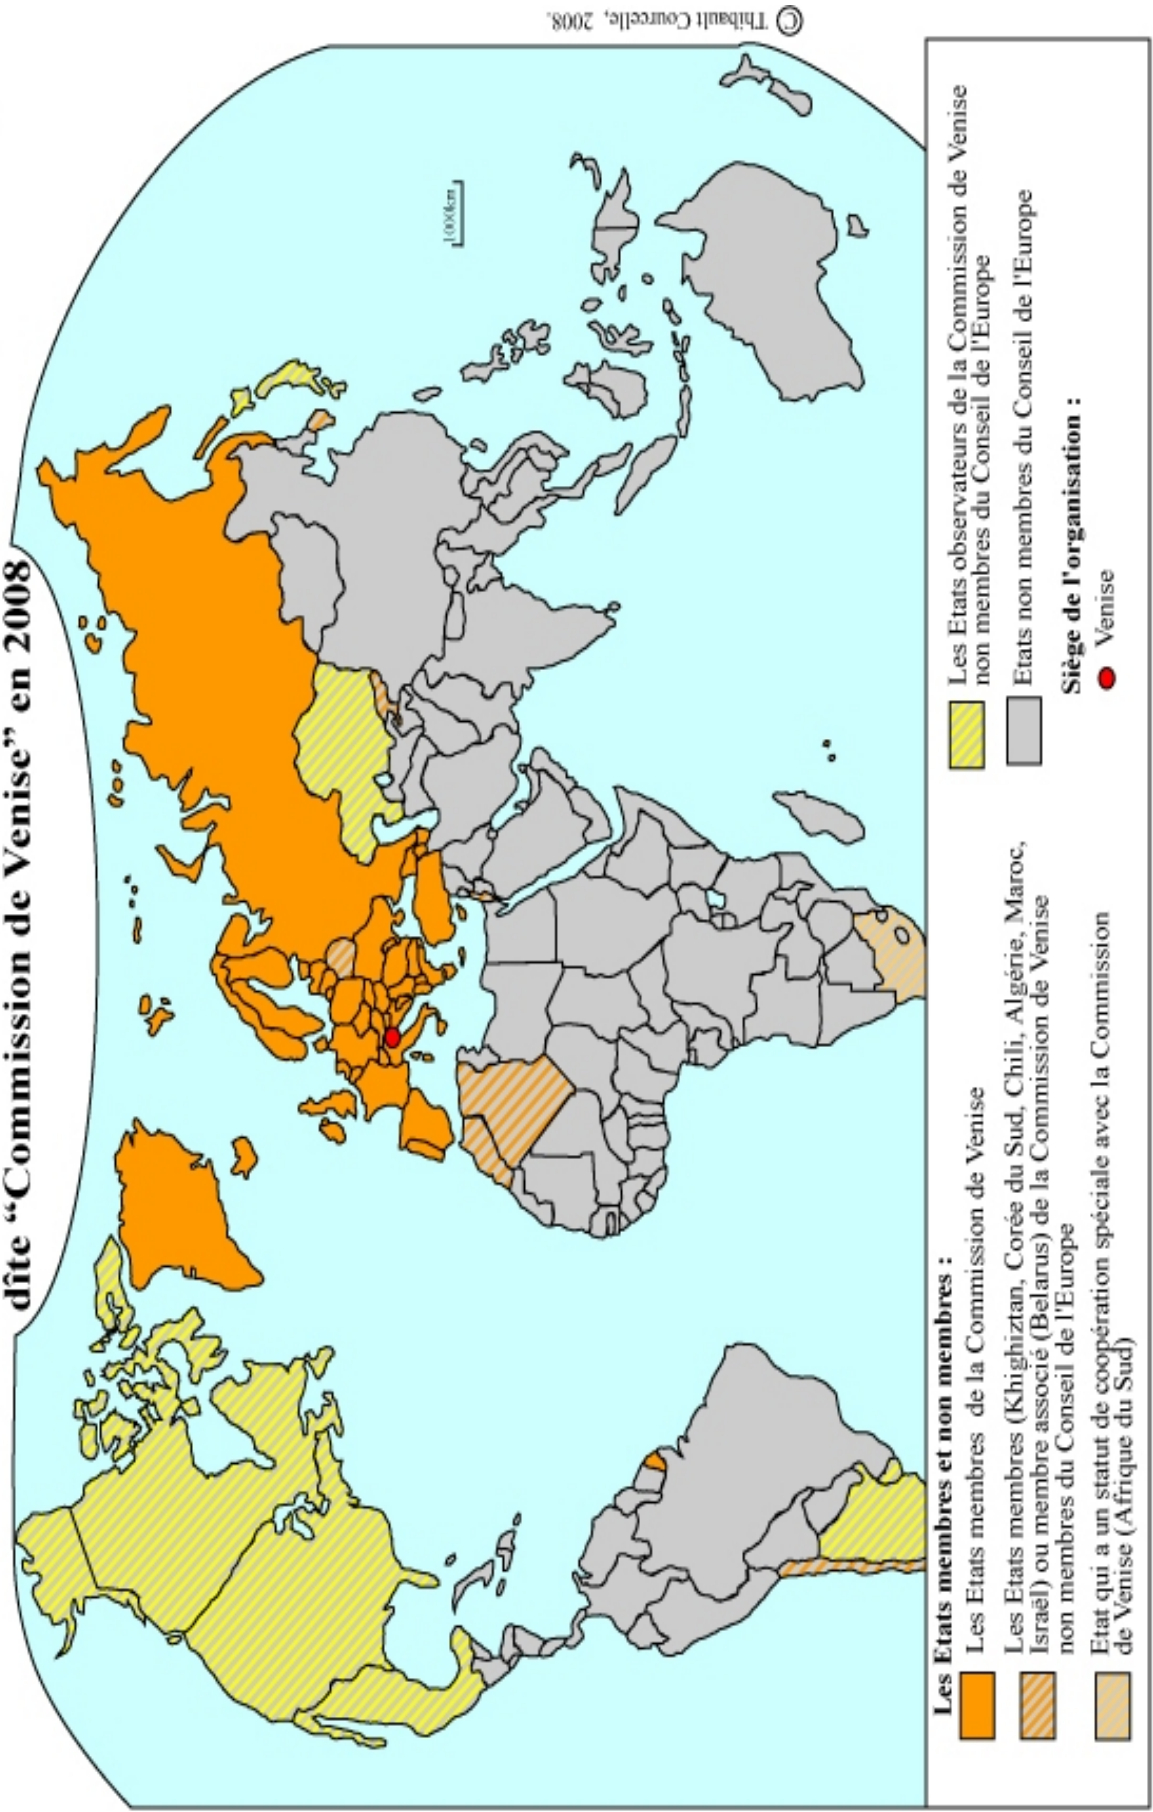 dîte “Commission de Venise” en 2008
© Thibault Courcelle, 2008.
1000km
Les Etats membres et non membres :
Les Etats membres de la Commission de Venise
Les Etats membres (Khighiztan, Corée du Sud, Chili, Algérie, Maroc,
Israël) ou membre associé (Belarus) de la Commission de Venise
non membres du Conseil de l'Europe
Etat qui a un statut de coopération spéciale avec la Commission
de Venise (Afrique du Sud)
Les Etats observateurs de la Commission de Venise
non membres du Conseil de l'Europe
Etats non membres du Conseil de l'Europe
Siège de l'organisation :
Venise